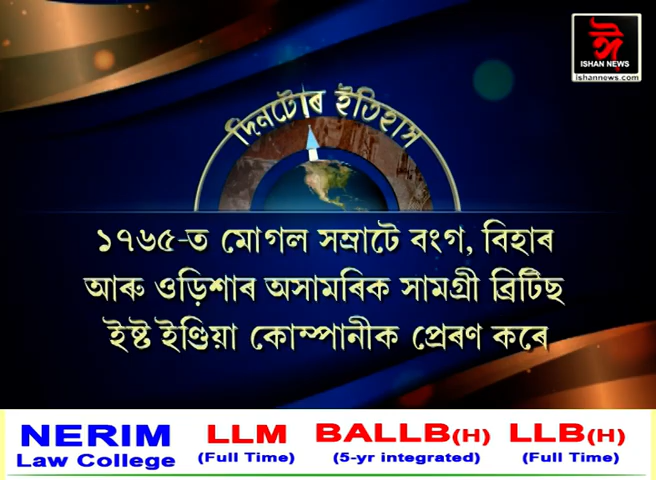 ঈ
ISHAN NEWS
ishannews.com
দিনটোৰ ইতিহাস
১৭৬৫-ত মোগল সম্ৰাটে বংগ, বিহাৰ
আৰু ওড়িশাৰ অসামৰিক সামগ্ৰী ব্ৰিটিছ
ইষ্ট ইণ্ডিয়া কোম্পানীক প্ৰেৰণ কৰে
NERIM LLM BALLB(H) LLB(H)
Law College (Full Time) (5-yr integrated) (Full Time)